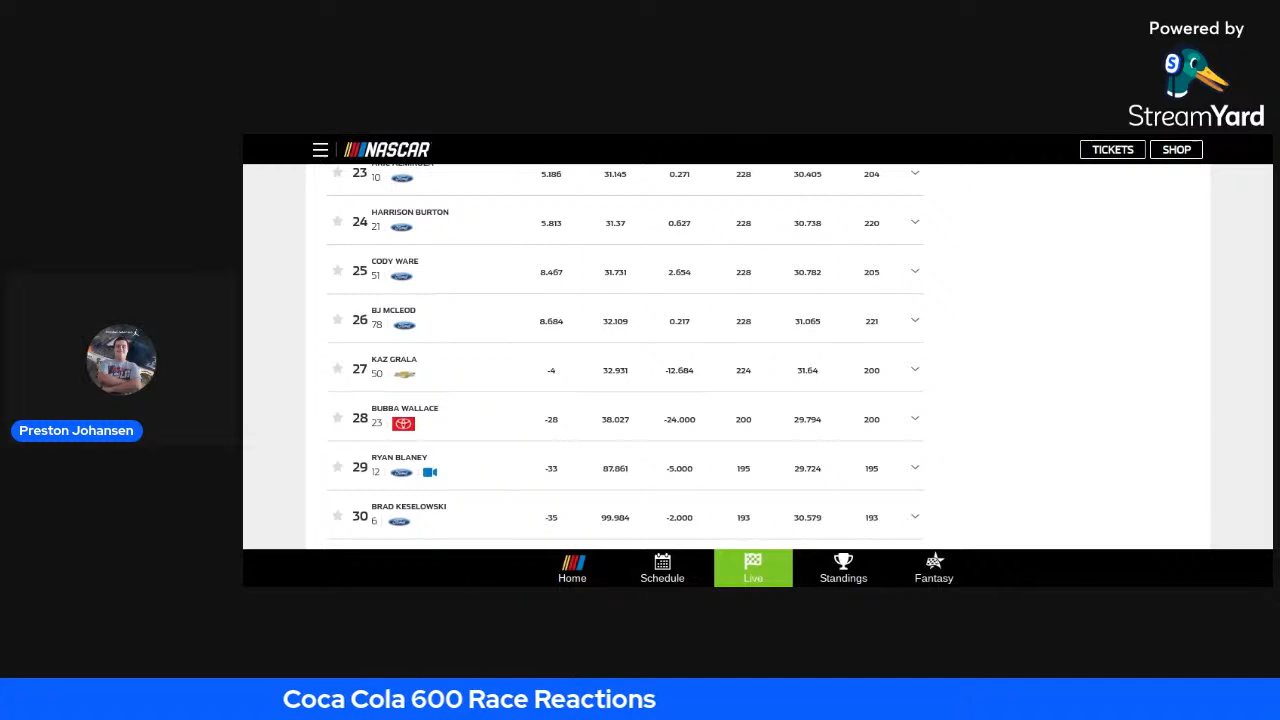 Powered by
StreamYard
NASCAR
TICKETS
SHOP
23
10 5.186 31.145 0.271 228 30.405 204
HARRISON BURTON
24 21 Ford 5.813 31.37 0.627 228 30.738 220
CODY WARE
25 51 Ford 8.467 31.731 2.654 228 30.782 205
BJ MCLEOD
26 78 Ford 8.684 32.109 0.217 228 31.065 221
KAZ GRALA
27 50 -4 32.931 -12.684 224 31.64 200
BUBBA WALLACE
28 23 -28 38.027 -24.000 200 29.794 200
RYAN BLANEY
29 12 Ford -33 87.861 -5.000 195 29.724 195
BRAD KESELOWSKI
30 6 Ford -35 99.984 -2.000 193 30.579 193
Preston Johansen
Home Schedule Live Standings Fantasy
Coca Cola 600 Race Reactions